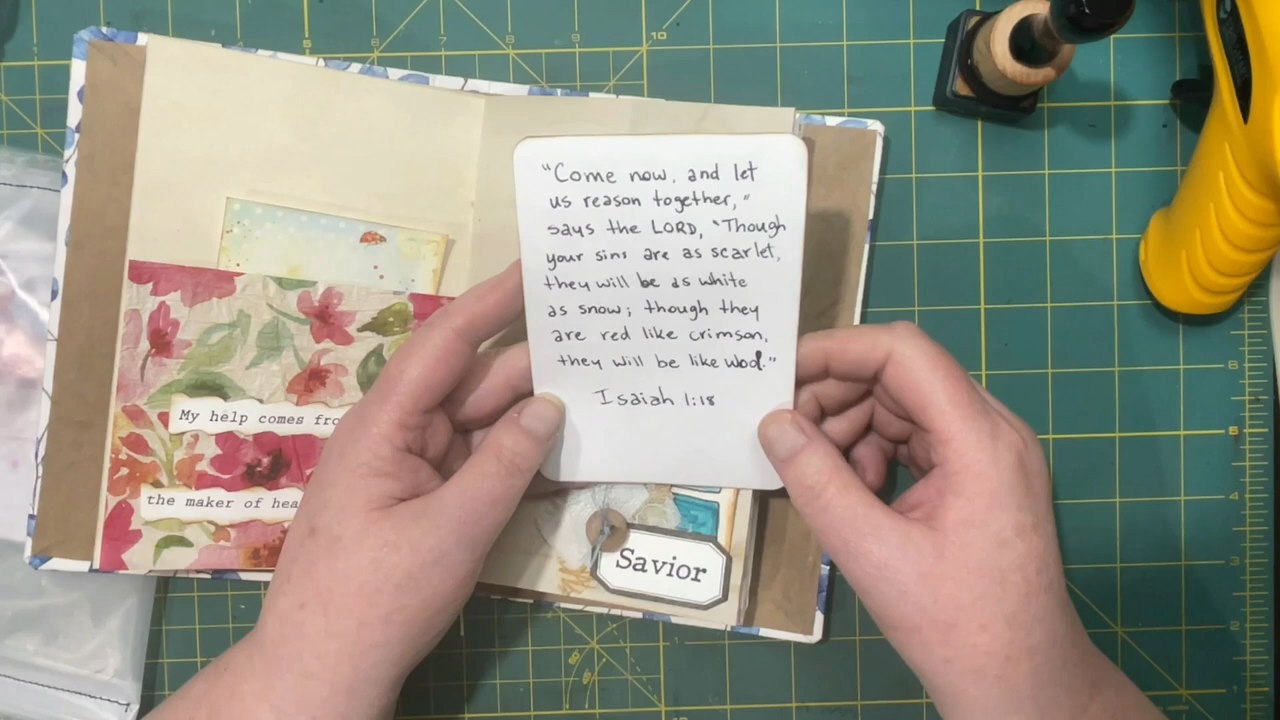 "Come now, and let
us reason together,"
says the LORD, "Though
your sins are as scarlet,
they will be as white
as snow; though they
are red like crimson,
they will be like wool."
Isaiah 1:18
My help comes fro
the maker of hea
Savior